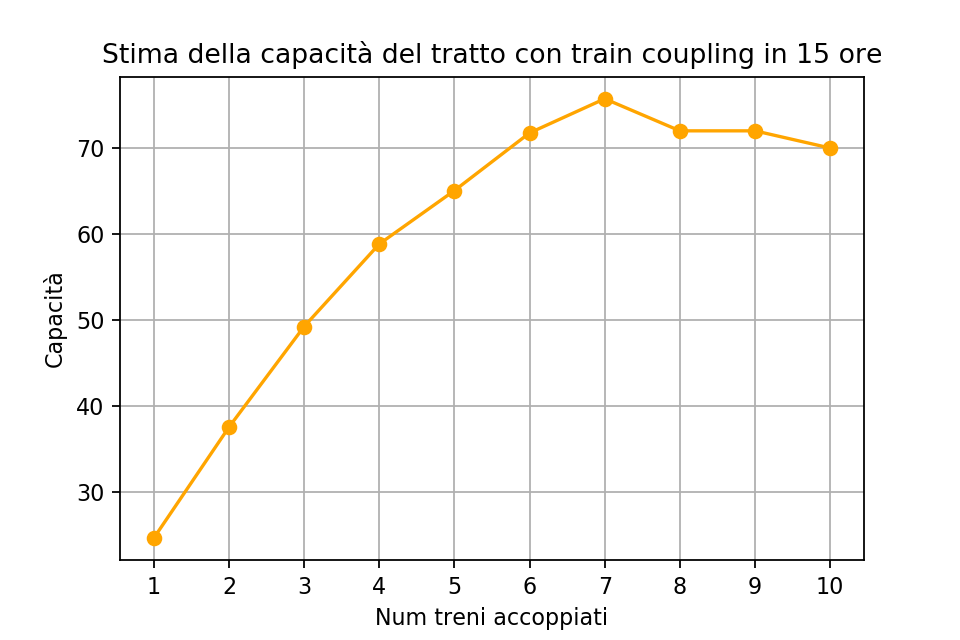 Stima della capacità del tratto con train coupling in 15 ore
70
60
50
40
30
Capacità
1 2 3 4 5 6 7 8 9 10
Num treni accoppiati